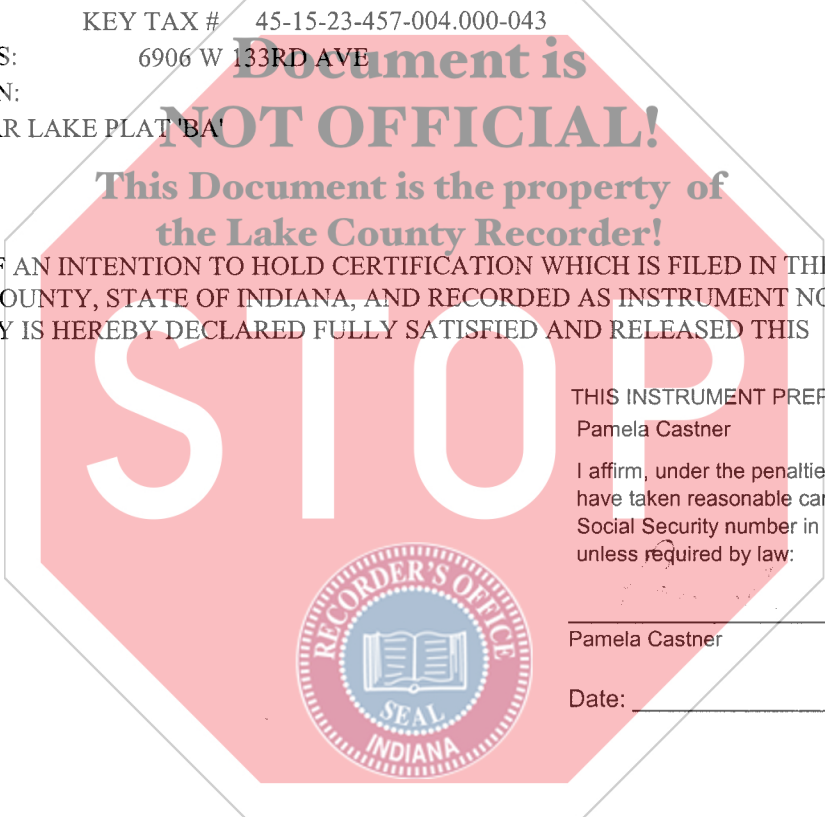 KEY TAX # 45-15-23-457-004.000-043
S: 6906 W 133RD AVE
N:
R LAKE PLAT 'BA'
Document is
NOT OFFICIAL!
This Document is the property of
the Lake County Recorder!
F AN INTENTION TO HOLD CERTIFICATION WHICH IS FILED IN THE
OUNTY, STATE OF INDIANA, AND RECORDED AS INSTRUMENT NO
Y IS HEREBY DECLARED FULLY SATISFIED AND RELEASED THIS
STOP
THIS INSTRUMENT PREP
Pamela Castner
I affirm, under the penaltie
have taken reasonable car
Social Security number in
unless required by law:
Pamela Castner
Date:
RECORDER'S OFFICE
SEAL
INDIANA